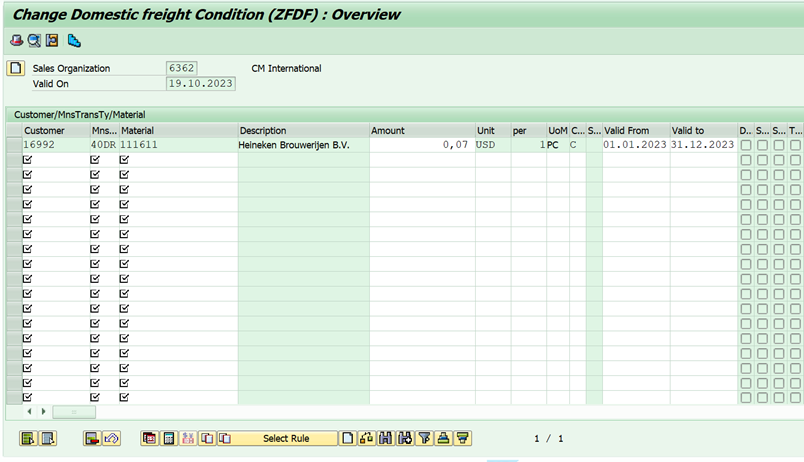 Change Domestic freight Condition (ZFDF) : Overview
Sales Organization 6362 CM International
Valid On 19.10.2023
Customer/MnsTransTy/Material
Customer Mns... Material Description Amount Unit per UoM C... S... Valid From Valid to D.. S... S... T...
16992 40DR 111611 Heineken Brouwerijen B.V. 0,07 USD 1 PC C 01.01.2023 31.12.2023
Select Rule 1 / 1